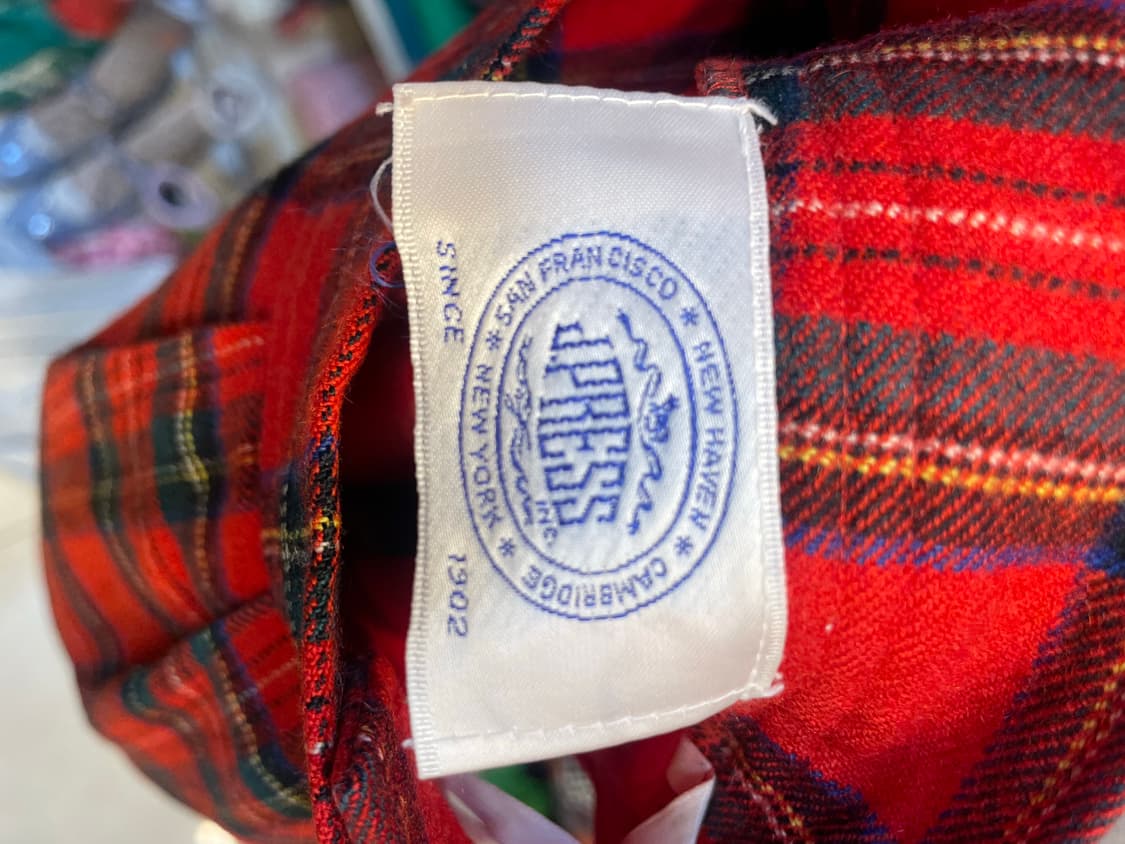 * SAN FRANCISCO * NEW HAVEN * CAMBRIDGE * NEW YORK
J. PRESS
INC.
SINCE 1902